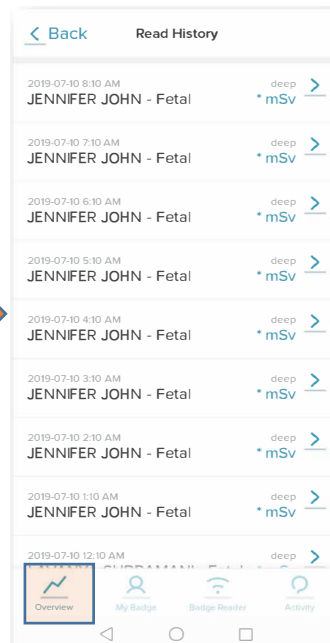 Back Read History
2019-07-10 8:10 AM deep
JENNIFER JOHN - Fetal * mSv
2019-07-10 7:10 AM deep
JENNIFER JOHN - Fetal * mSv
2019-07-10 6:10 AM deep
JENNIFER JOHN - Fetal * mSv
2019-07-10 5:10 AM deep
JENNIFER JOHN - Fetal * mSv
2019-07-10 4:10 AM deep
JENNIFER JOHN - Fetal * mSv
2019-07-10 3:10 AM deep
JENNIFER JOHN - Fetal * mSv
2019-07-10 2:10 AM deep
JENNIFER JOHN - Fetal * mSv
2019-07-10 1:10 AM deep
JENNIFER JOHN - Fetal * mSv
2019-07-10 12:10 AM deep
Overview My Badge Badge Reader Activity